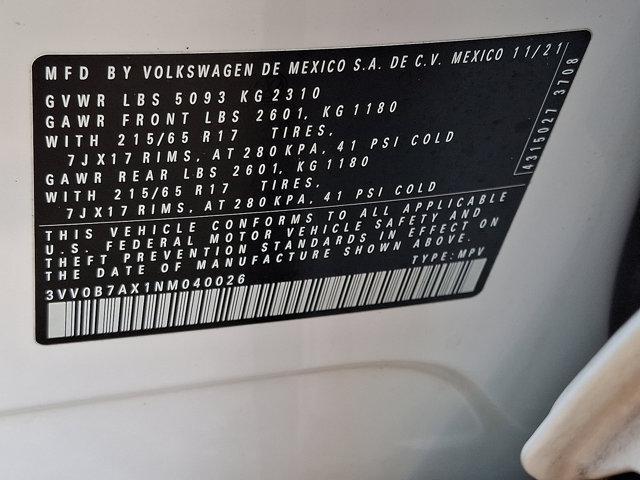 MFD BY VOLKSWAGEN DE MEXICO S.A. DE C.V. MEXICO 11/21
GVWR LBS 5093 KG 2310
GAWR FRONT LBS 2601, KG 1180
WITH 215/65 R17 TIRES,
7JX17 RIMS, AT 280 KPA, 41 PSI COLD
GAWR REAR LBS 2601, KG 1180
WITH 215/65 R17 TIRES,
7JX17 RIMS, AT 280 KPA, 41 PSI COLD
4315027 3708
THIS VEHICLE CONFORMS TO ALL APPLICABLE
U.S. FEDERAL MOTOR VEHICLE SAFETY AND
THEFT PREVENTION STANDARDS IN EFFECT ON
THE DATE OF MANUFACTURE SHOWN ABOVE.
TYPE: MPV
3VV0B7AX1NM040026